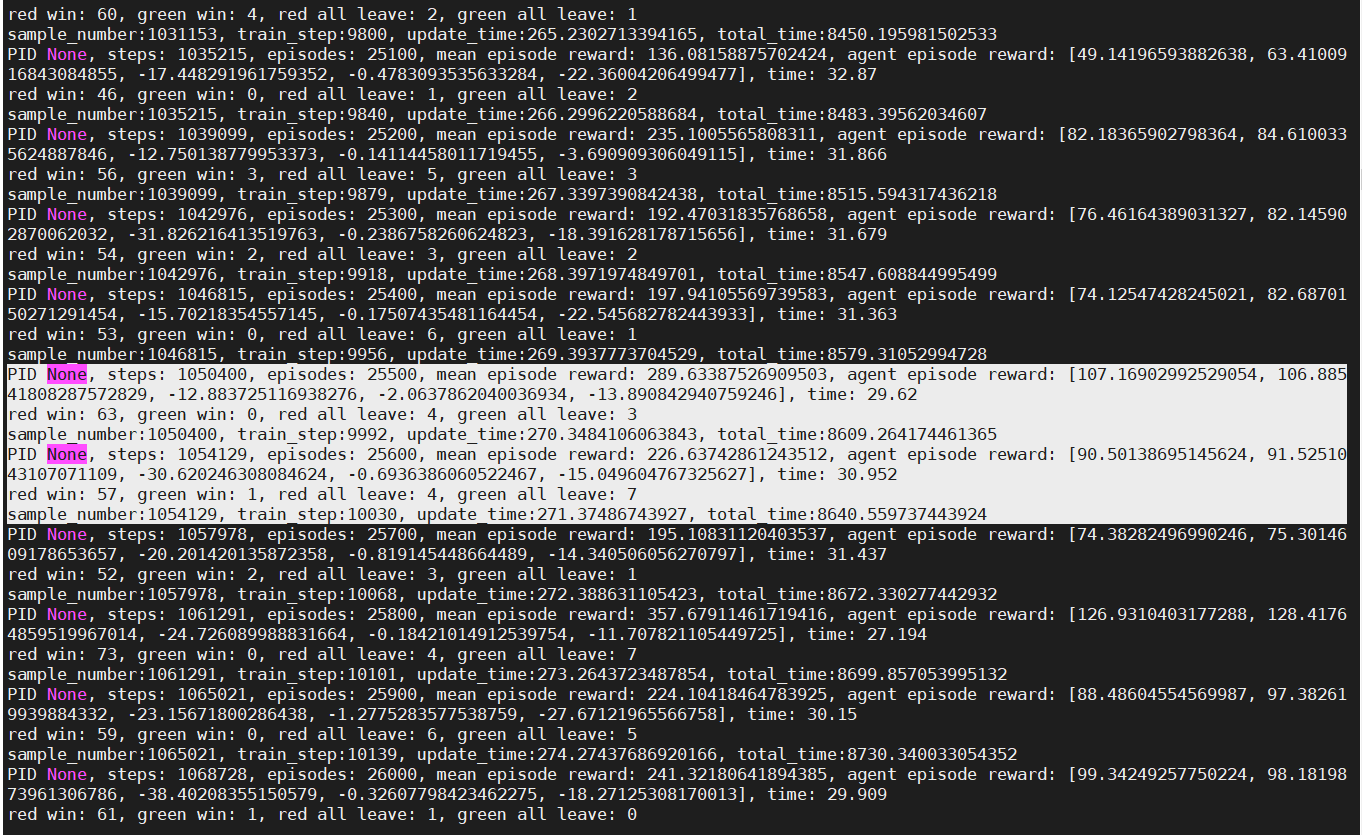 red win: 60, green win: 4, red all leave: 2, green all leave: 1
sample_number:1031153, train_step:9800, update_time:265.2302713394165, total_time:8450.195981502533
PID None, steps: 1035215, episodes: 25100, mean episode reward: 136.08158875702424, agent episode reward: [49.14196593882638, 63.41009
16843084855, -17.448291961759352, -0.4783093535633284, -22.36004206499477], time: 32.87
red win: 46, green win: 0, red all leave: 1, green all leave: 2
sample_number:1035215, train_step:9840, update_time:266.2996220588684, total_time:8483.39562034607
PID None, steps: 1039099, episodes: 25200, mean episode reward: 235.1005565808311, agent episode reward: [82.18365902798364, 84.610033
5624887846, -12.750138779953373, -0.14114458011719455, -3.690909306049115], time: 31.866
red win: 56, green win: 3, red all leave: 5, green all leave: 3
sample_number:1039099, train_step:9879, update_time:267.3397390842438, total_time:8515.594317436218
PID None, steps: 1042976, episodes: 25300, mean episode reward: 192.47031835768658, agent episode reward: [76.46164389031327, 82.145902
2870062032, -31.826216413519763, -0.2386758260624823, -18.391628178715656], time: 31.679
red win: 54, green win: 2, red all leave: 3, green all leave: 2
sample_number:1042976, train_step:9918, update_time:268.3971974849701, total_time:8547.608844995499
PID None, steps: 1046815, episodes: 25400, mean episode reward: 197.94105569739583, agent episode reward: [74.12547428245021, 82.68701
50271291454, -15.70218354557145, -0.17507435481164454, -22.545682782443933], time: 31.363
red win: 53, green win: 0, red all leave: 6, green all leave: 1
sample_number:1046815, train_step:9956, update_time:269.3937773704529, total_time:8579.31052994728
PID None, steps: 1050400, episodes: 25500, mean episode reward: 289.63387526909503, agent episode reward: [107.16902992529054, 106.885
41808287572829, -12.883725116938276, -2.0637862040036934, -13.890842940759246], time: 29.62
red win: 63, green win: 0, red all leave: 4, green all leave: 3
sample_number:1050400, train_step:9992, update_time:270.3484106063843, total_time:8609.264174461365
PID None, steps: 1054129, episodes: 25600, mean episode reward: 226.63742861243512, agent episode reward: [90.50138695145624, 91.52510
43107071109, -30.620246308084624, -0.6936386060522467, -15.049604767325627], time: 30.952
red win: 57, green win: 1, red all leave: 4, green all leave: 7
sample_number:1054129, train_step:10030, update_time:271.37486743927, total_time:8640.559737443924
PID None, steps: 1057978, episodes: 25700, mean episode reward: 195.10831120403537, agent episode reward: [74.38282496990246, 75.30146
09178653657, -20.201420135872358, -0.819145448664489, -14.340506056270797], time: 31.437
red win: 52, green win: 2, red all leave: 3, green all leave: 1
sample_number:1057978, train_step:10068, update_time:272.388631105423, total_time:8672.330277442932
PID None, steps: 1061291, episodes: 25800, mean episode reward: 357.67911461719416, agent episode reward: [126.9310403177288, 128.4176
4859519967014, -24.726089988831664, -0.18421014912539754, -11.707821105449725], time: 27.194
red win: 73, green win: 0, red all leave: 4, green all leave: 7
sample_number:1061291, train_step:10101, update_time:273.2643723487854, total_time:8699.857053995132
PID None, steps: 1065021, episodes: 25900, mean episode reward: 224.10418464783925, agent episode reward: [88.48604554569987, 97.38261
9939884332, -23.15671800286438, -1.2775283577538759, -27.67121965566758], time: 30.15
red win: 59, green win: 0, red all leave: 6, green all leave: 5
sample_number:1065021, train_step:10139, update_time:274.27437686920166, total_time:8730.340033054352
PID None, steps: 1068728, episodes: 26000, mean episode reward: 241.32180641894385, agent episode reward: [99.34249257750224, 98.18198
73961306786, -38.40208355150579, -0.32607798423462275, -18.27125308170013], time: 29.909
red win: 61, green win: 1, red all leave: 1, green all leave: 0